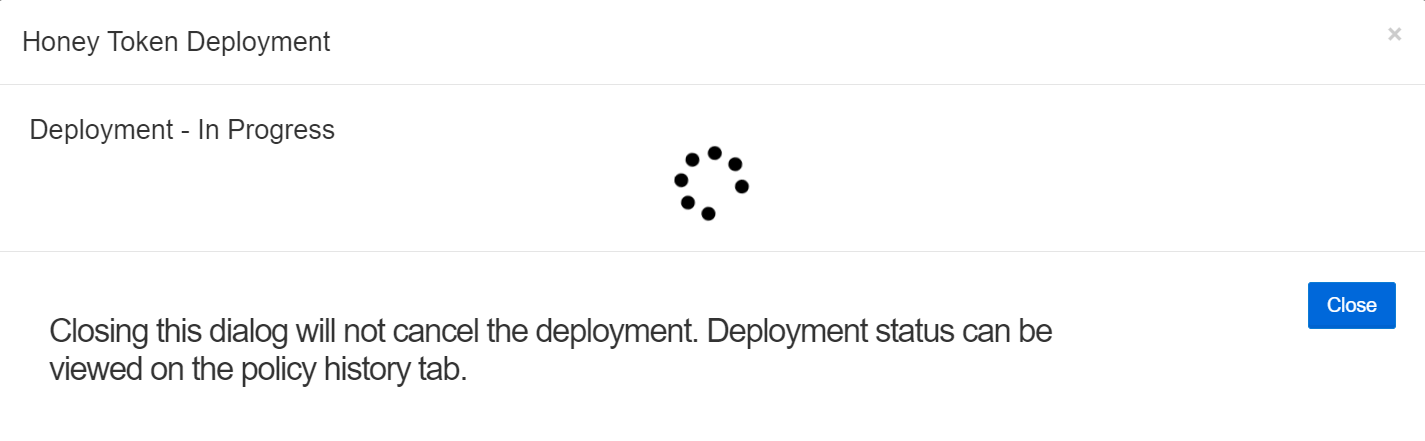 Honey Token Deployment
×
Deployment - In Progress
Close
Closing this dialog will not cancel the deployment. Deployment status can be
viewed on the policy history tab.